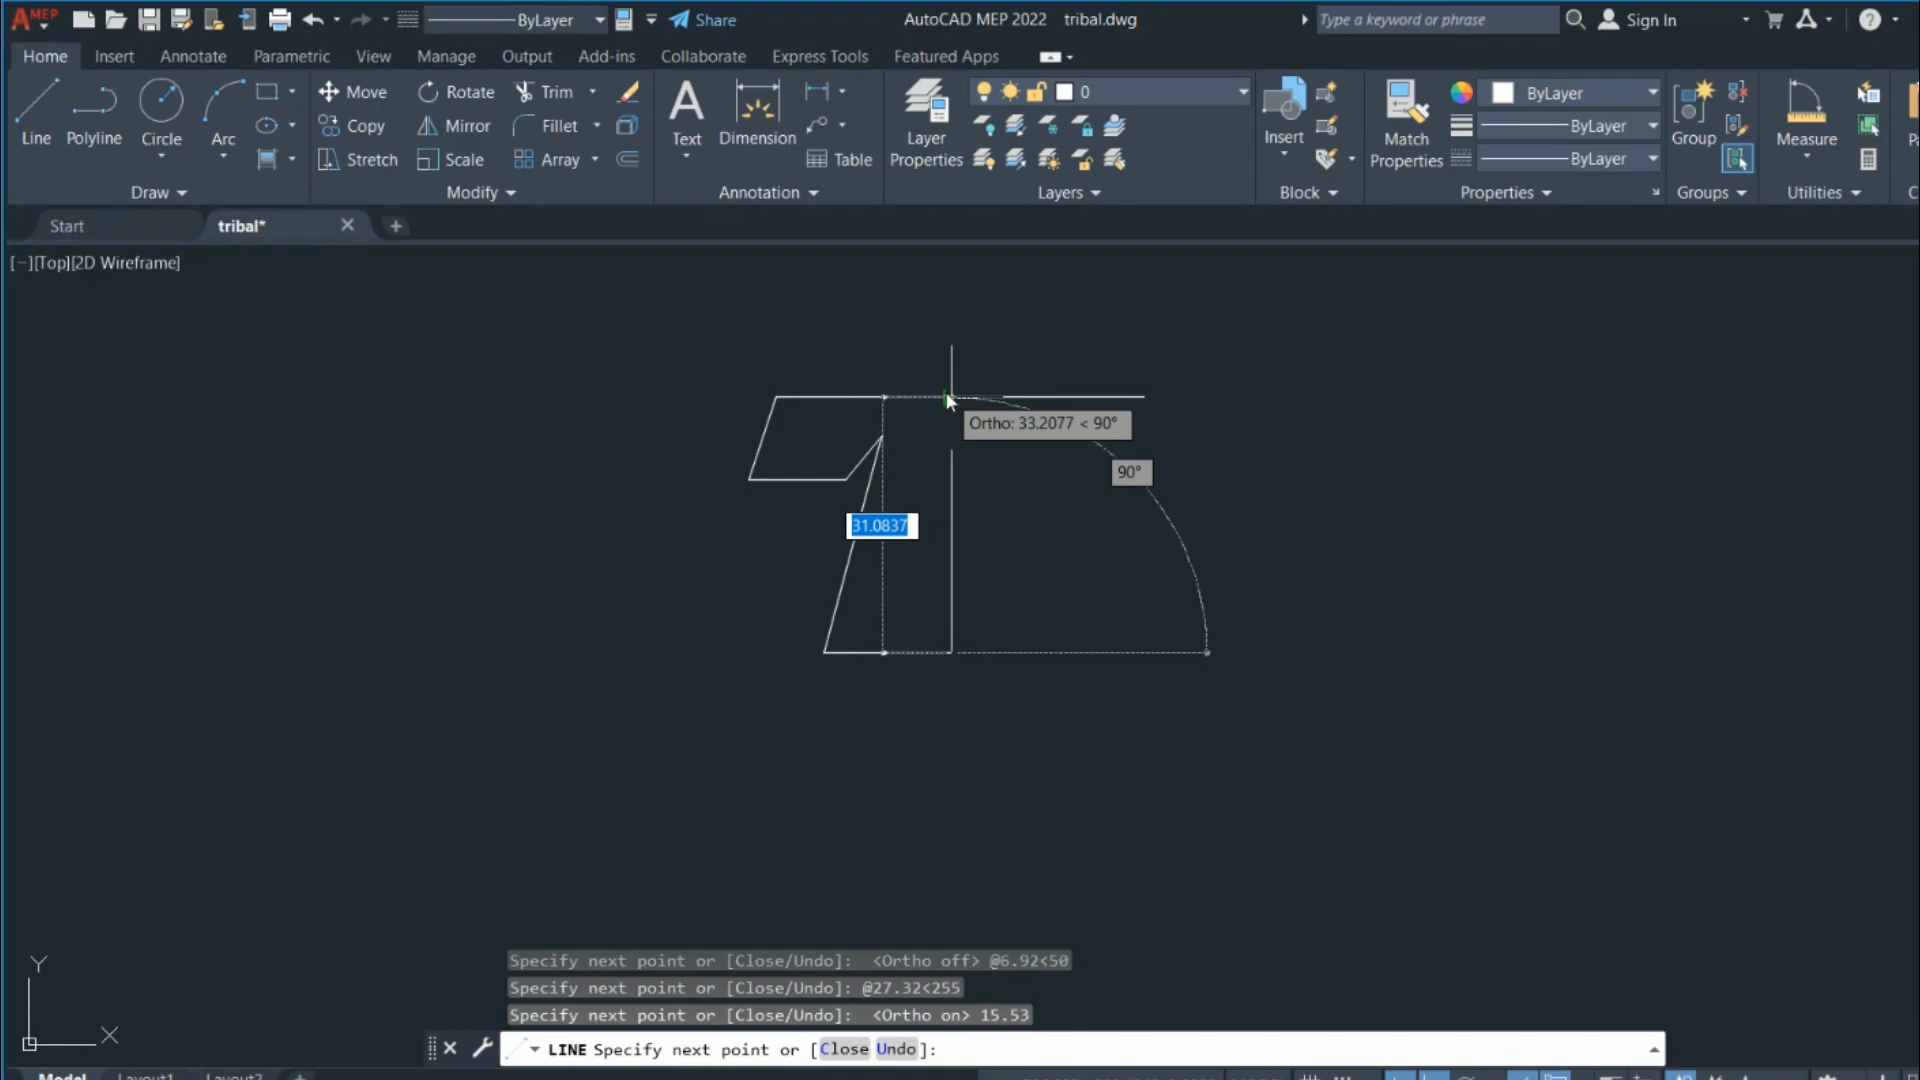 MEP
ByLayer
Share
AutoCAD MEP 2022 tribal.dwg
Type a keyword or phrase
Sign In
Home Insert Annotate Parametric View Manage Output Add-ins Collaborate Express Tools Featured Apps
Line Polyline Circle Arc
Move Rotate Trim
Copy Mirror Fillet
Stretch Scale Array
Text Dimension
Table
Layer Properties
0
Insert
Match Properties
ByLayer
ByLayer
ByLayer
Group
Measure
Draw Modify Annotation Layers Block Properties Groups Utilities
Start tribal*
[−][Top][2D Wireframe]
Ortho: 33.2077 < 90°
90°
31.0837
Y
X
Specify next point or [Close/Undo]: <Ortho off> @6.92<50
Specify next point or [Close/Undo]: @27.32<255
Specify next point or [Close/Undo]: <Ortho on> 15.53
LINE Specify next point or [Close Undo]:
Model Layout1 Layout2